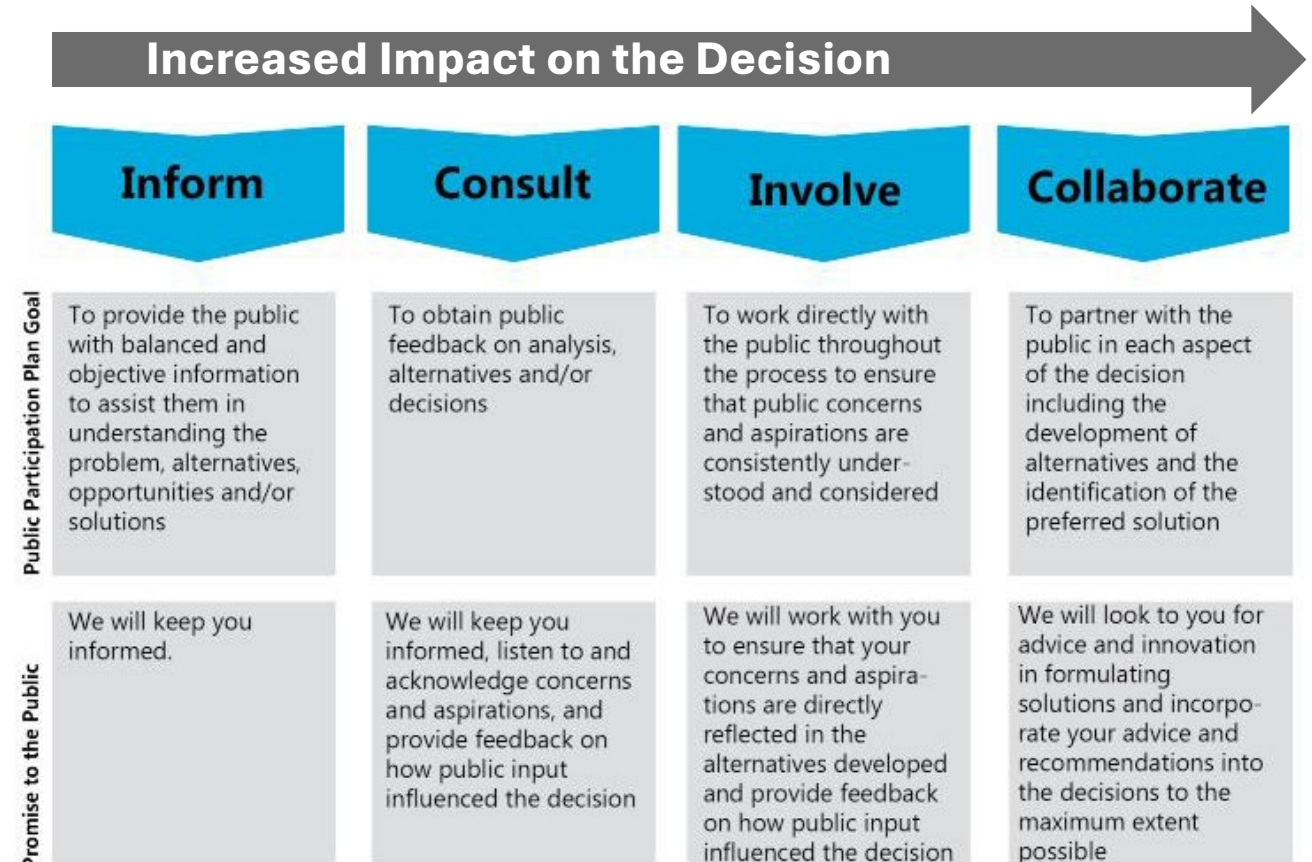 Increased Impact on the Decision
Inform
Consult
Involve
Collaborate
Public Participation Plan Goal
To provide the public
with balanced and
objective information
to assist them in
understanding the
problem, alternatives,
opportunities and/or
solutions
To obtain public
feedback on analysis,
alternatives and/or
decisions
To work directly with
the public throughout
the process to ensure
that public concerns
and aspirations are
consistently under-
stood and considered
To partner with the
public in each aspect
of the decision
including the
development of
alternatives and the
identification of the
preferred solution
Promise to the Public
We will keep you
informed.
We will keep you
informed, listen to and
acknowledge concerns
and aspirations, and
provide feedback on
how public input
influenced the decision
We will work with you
to ensure that your
concerns and aspira-
tions are directly
reflected in the
alternatives developed
and provide feedback
on how public input
influenced the decision
We will look to you for
advice and innovation
in formulating
solutions and incorpo-
rate your advice and
recommendations into
the decisions to the
maximum extent
possible